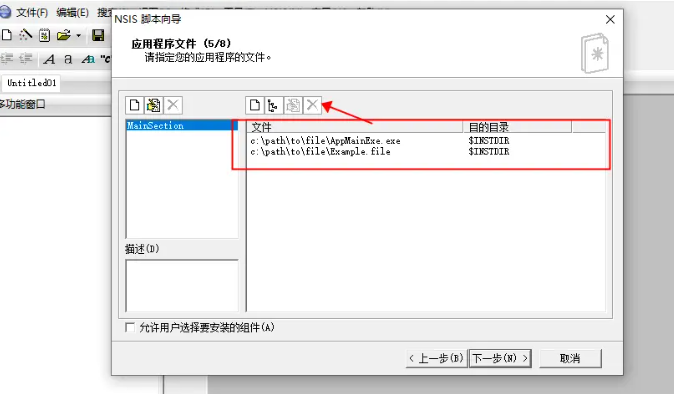 NSIS 脚本向导
文件(F) 编辑(E)
应用程序文件 (5/8)
请指定您的应用程序的文件。
Untitled01
多功能窗口
MainSection
文件 目的目录
c:\path\to\file\AppMainExe.exe $INSTDIR
c:\path\to\file\Example.file $INSTDIR
描述(D)
允许用户选择要安装的组件(A)
< 上一步(B) 下一步(N) > 取消